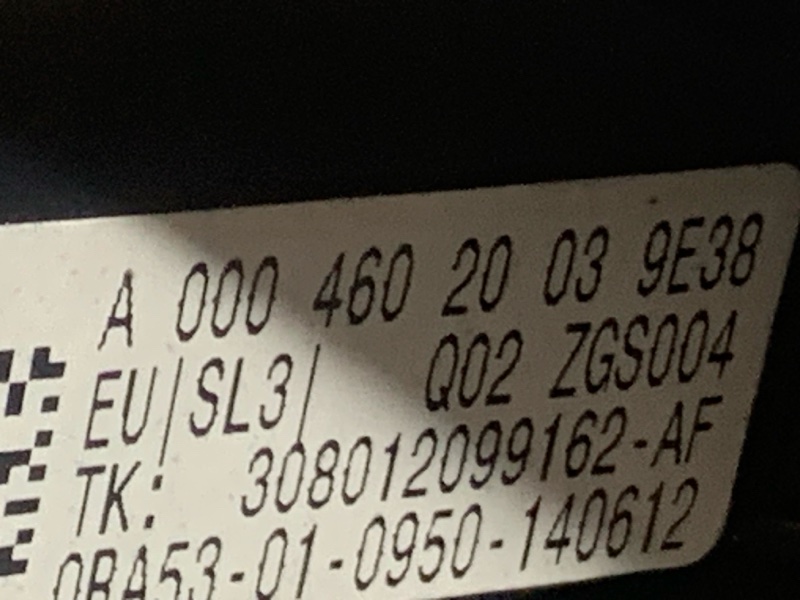 A 000 460 20 03 9E38
EU|SL3| Q02 ZGS004
TK: 308012099162-AF
0BA53-01-0950-140612